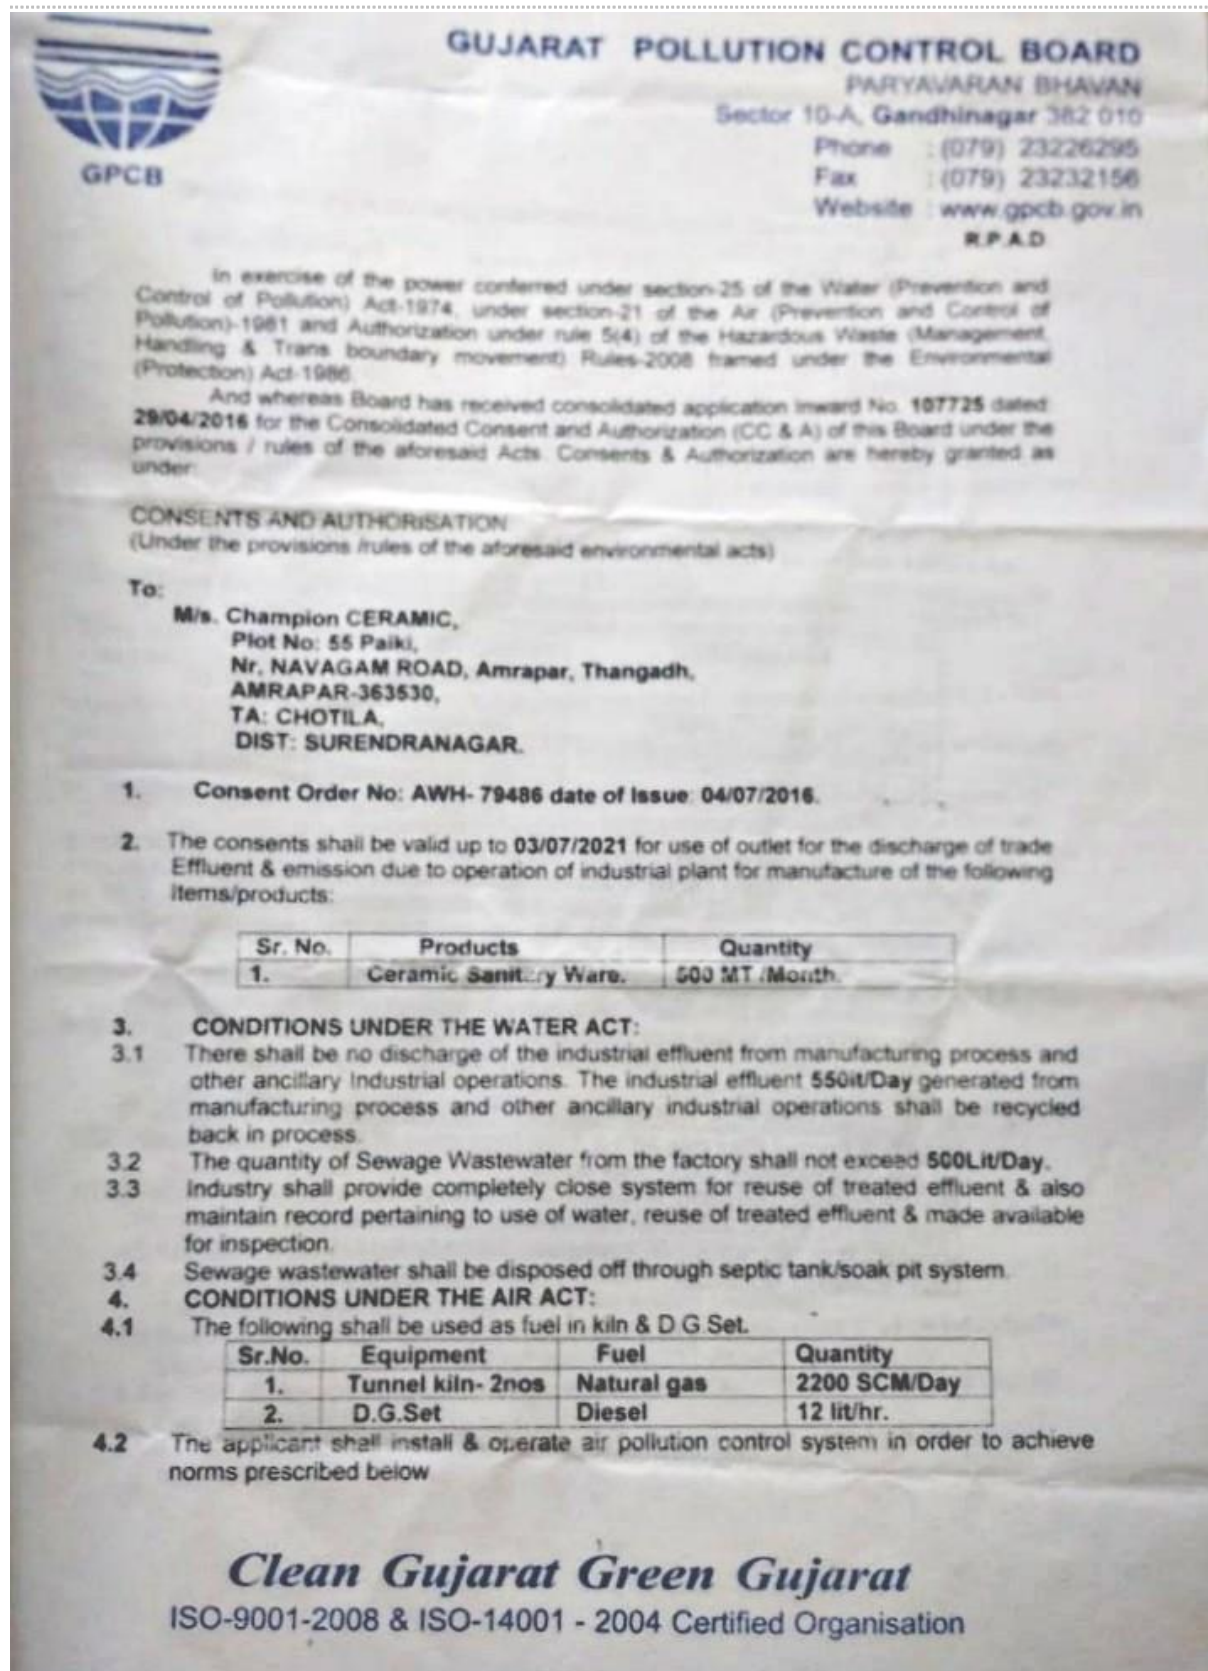 GUJARAT POLLUTION CONTROL BOARD
PARYAVARAN BHAVAN
Sector 10-A, Gandhinagar 382 010
Phone : (079) 23226295
Fax : (079) 23232156
Website : www.gpcb.gov.in
GPCB
R.P.A.D
In exercise of the power conferred under section-25 of the Water (Prevention and
Control of Pollution) Act-1974, under section-21 of the Air (Prevention and Control of
Pollution)-1981 and Authorization under rule 5(4) of the Hazardous Waste (Management,
Handling & Trans boundary movement) Rules-2008 framed under the Environmental
(Protection) Act-1986.
And whereas Board has received consolidated application inward No. 107725 dated
29/04/2016 for the Consolidated Consent and Authorization (CC & A) of this Board under the
provisions / rules of the aforesaid Acts. Consents & Authorization are hereby granted as
under:
CONSENTS AND AUTHORISATION
(Under the provisions /rules of the aforesaid environmental acts)
To:
M/s. Champion CERAMIC,
Plot No: 55 Paiki,
Nr. NAVAGAM ROAD, Amrapar, Thangadh,
AMRAPAR-363530,
TA: CHOTILA,
DIST: SURENDRANAGAR.
1. Consent Order No: AWH- 79486 date of Issue: 04/07/2016.
2. The consents shall be valid up to 03/07/2021 for use of outlet for the discharge of trade
Effluent & emission due to operation of industrial plant for manufacture of the following
items/products:
Sr. No. Products Quantity
1. Ceramic Sanitary Ware. 500 MT /Month.
3. CONDITIONS UNDER THE WATER ACT:
3.1 There shall be no discharge of the industrial effluent from manufacturing process and
other ancillary Industrial operations. The industrial effluent 550lit/Day generated from
manufacturing process and other ancillary industrial operations shall be recycled
back in process.
3.2 The quantity of Sewage Wastewater from the factory shall not exceed 500Lit/Day.
3.3 Industry shall provide completely close system for reuse of treated effluent & also
maintain record pertaining to use of water, reuse of treated effluent & made available
for inspection.
3.4 Sewage wastewater shall be disposed off through septic tank/soak pit system.
4. CONDITIONS UNDER THE AIR ACT:
4.1 The following shall be used as fuel in kiln & D.G.Set.
Sr.No. Equipment Fuel Quantity
1. Tunnel kiln- 2nos Natural gas 2200 SCM/Day
2. D.G.Set Diesel 12 lit/hr.
4.2 The applicant shall install & operate air pollution control system in order to achieve
norms prescribed below
Clean Gujarat Green Gujarat
ISO-9001-2008 & ISO-14001 - 2004 Certified Organisation